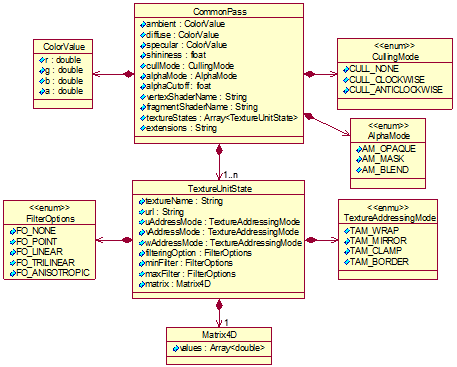 CommonPass
ambient : ColorValue
diffuse : ColorValue
specular : ColorValue
shininess : float
cullMode : CullingMode
alphaMode : AlphaMode
alphaCutoff : float
vertexShaderName : String
fragmentShaderName : String
textureStates : Array<TextureUnitState>
extensions : String
ColorValue
r : double
g : double
b : double
a : double
<<enum>>
CullingMode
CULL_NONE
CULL_CLOCKWISE
CULL_ANTICLOCKWISE
<<enum>>
AlphaMode
AM_OPAQUE
AM_MASK
AM_BLEND
1..n
TextureUnitState
textureName : String
url : String
uAddressMode : TextureAddressingMode
vAddressMode : TextureAddressingMode
wAddressMode : TextureAddressingMode
filteringOption : FilterOptions
minFilter : FilterOptions
maxFilter : FilterOptions
matrix : Matrix4D
<<enum>>
FilterOptions
FO_NONE
FO_POINT
FO_LINEAR
FO_TRILINEAR
FO_ANISOTROPIC
<<enum>>
TextureAddressingMode
TAM_WRAP
TAM_MIRROR
TAM_CLAMP
TAM_BORDER
1
Matrix4D
values : Array<double>